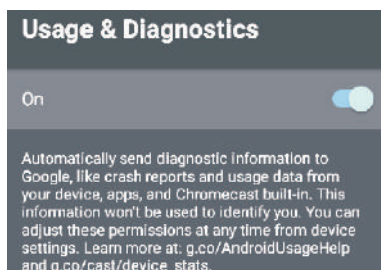 Usage & Diagnostics
On
Automatically send diagnostic information to
Google, like crash reports and usage data from
your device, apps, and Chromecast built-in. This
information won't be used to identify you. You can
adjust these permissions at any time from device
settings. Learn more at: g.co/AndroidUsageHelp
and g.co/cast/device_stats.